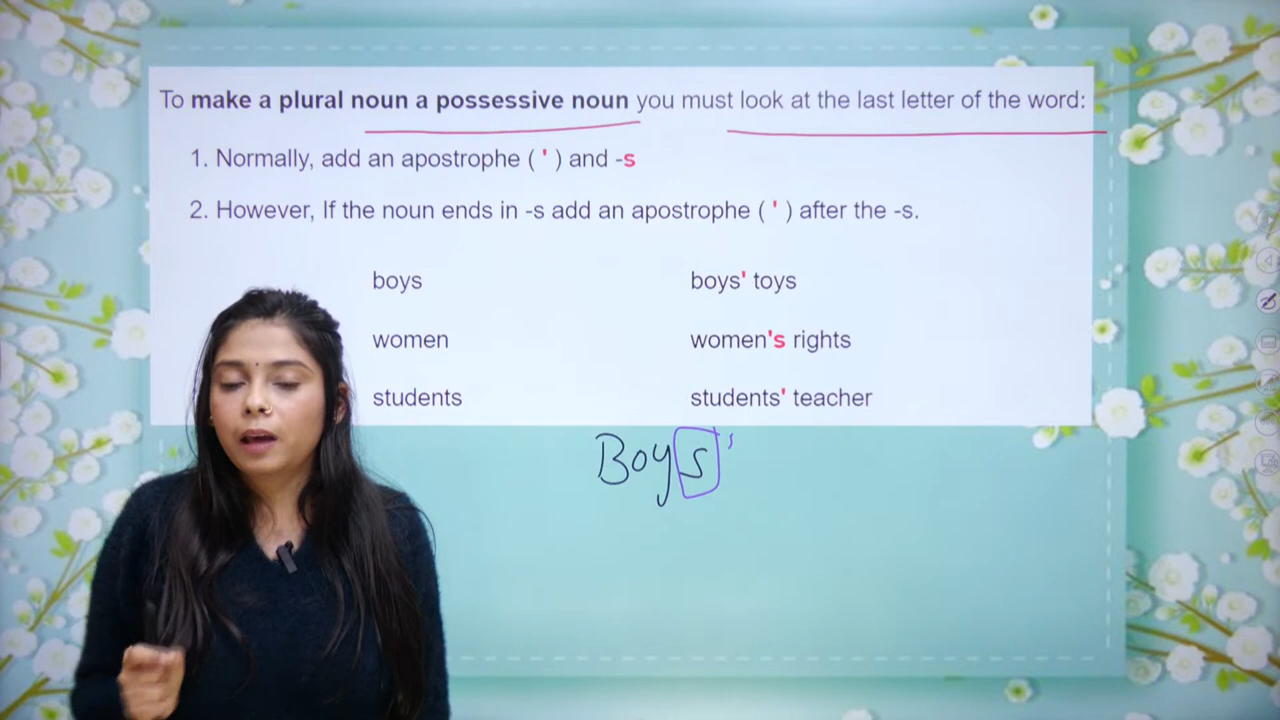 To make a plural noun a possessive noun you must look at the last letter of the word:
1. Normally, add an apostrophe ( ' ) and -s
2. However, If the noun ends in -s add an apostrophe ( ' ) after the -s.
boys boys' toys
women women's rights
students students' teacher
Boys'